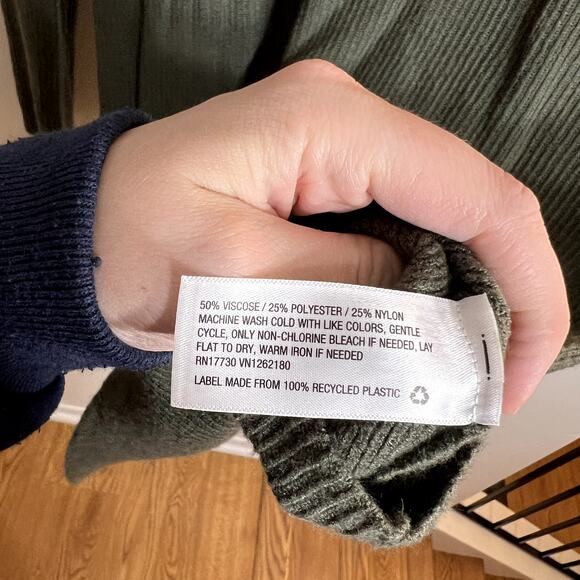 50% VISCOSE / 25% POLYESTER / 25% NYLON
MACHINE WASH COLD WITH LIKE COLORS, GENTLE
CYCLE, ONLY NON-CHLORINE BLEACH IF NEEDED, LAY
FLAT TO DRY, WARM IRON IF NEEDED
RN17730 VN1262180
LABEL MADE FROM 100% RECYCLED PLASTIC